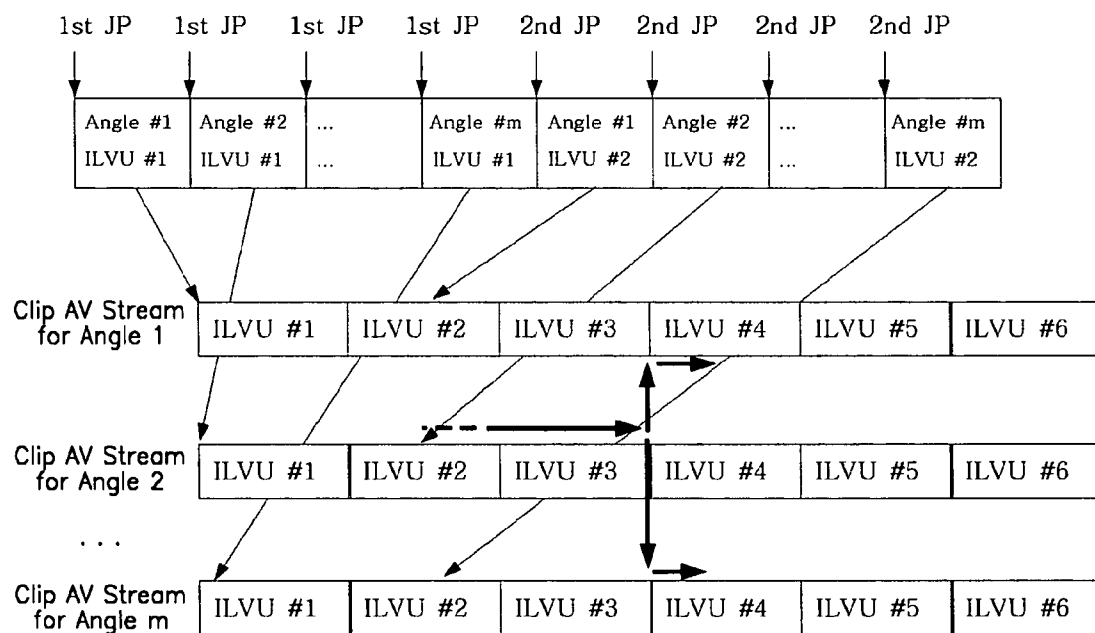 1st JP 1st JP 1st JP 1st JP 2nd JP 2nd JP 2nd JP 2nd JP
Angle #1 Angle #2 ... Angle #m Angle #1 Angle #2 ... Angle #m
ILVU #1 ILVU #1 ... ILVU #1 ILVU #2 ILVU #2 ... ILVU #2
Clip AV Stream
for Angle 1
ILVU #1 ILVU #2 ILVU #3 ILVU #4 ILVU #5 ILVU #6
Clip AV Stream
for Angle 2
ILVU #1 ILVU #2 ILVU #3 ILVU #4 ILVU #5 ILVU #6
. . .
Clip AV Stream
for Angle m
ILVU #1 ILVU #2 ILVU #3 ILVU #4 ILVU #5 ILVU #6